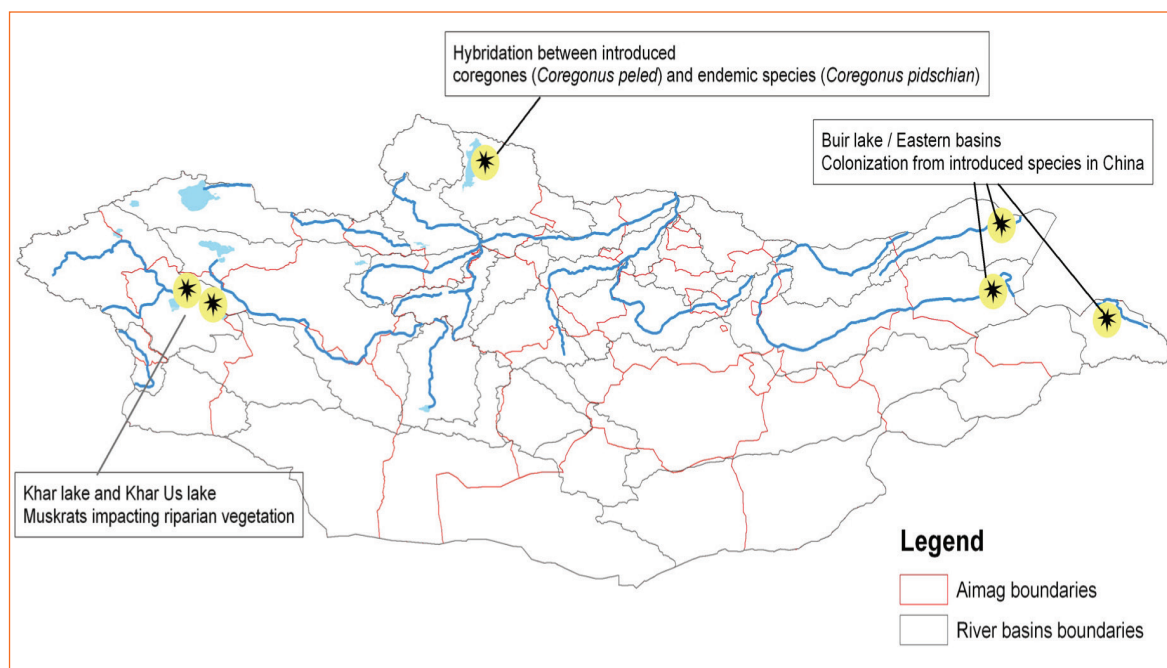 Hybridation between introduced
coregones (Coregonus peled) and endemic species (Coregonus pidschian)
Buir lake / Eastern basins
Colonization from introduced species in China
Khar lake and Khar Us lake
Muskrats impacting riparian vegetation
Legend
Aimag boundaries
River basins boundaries